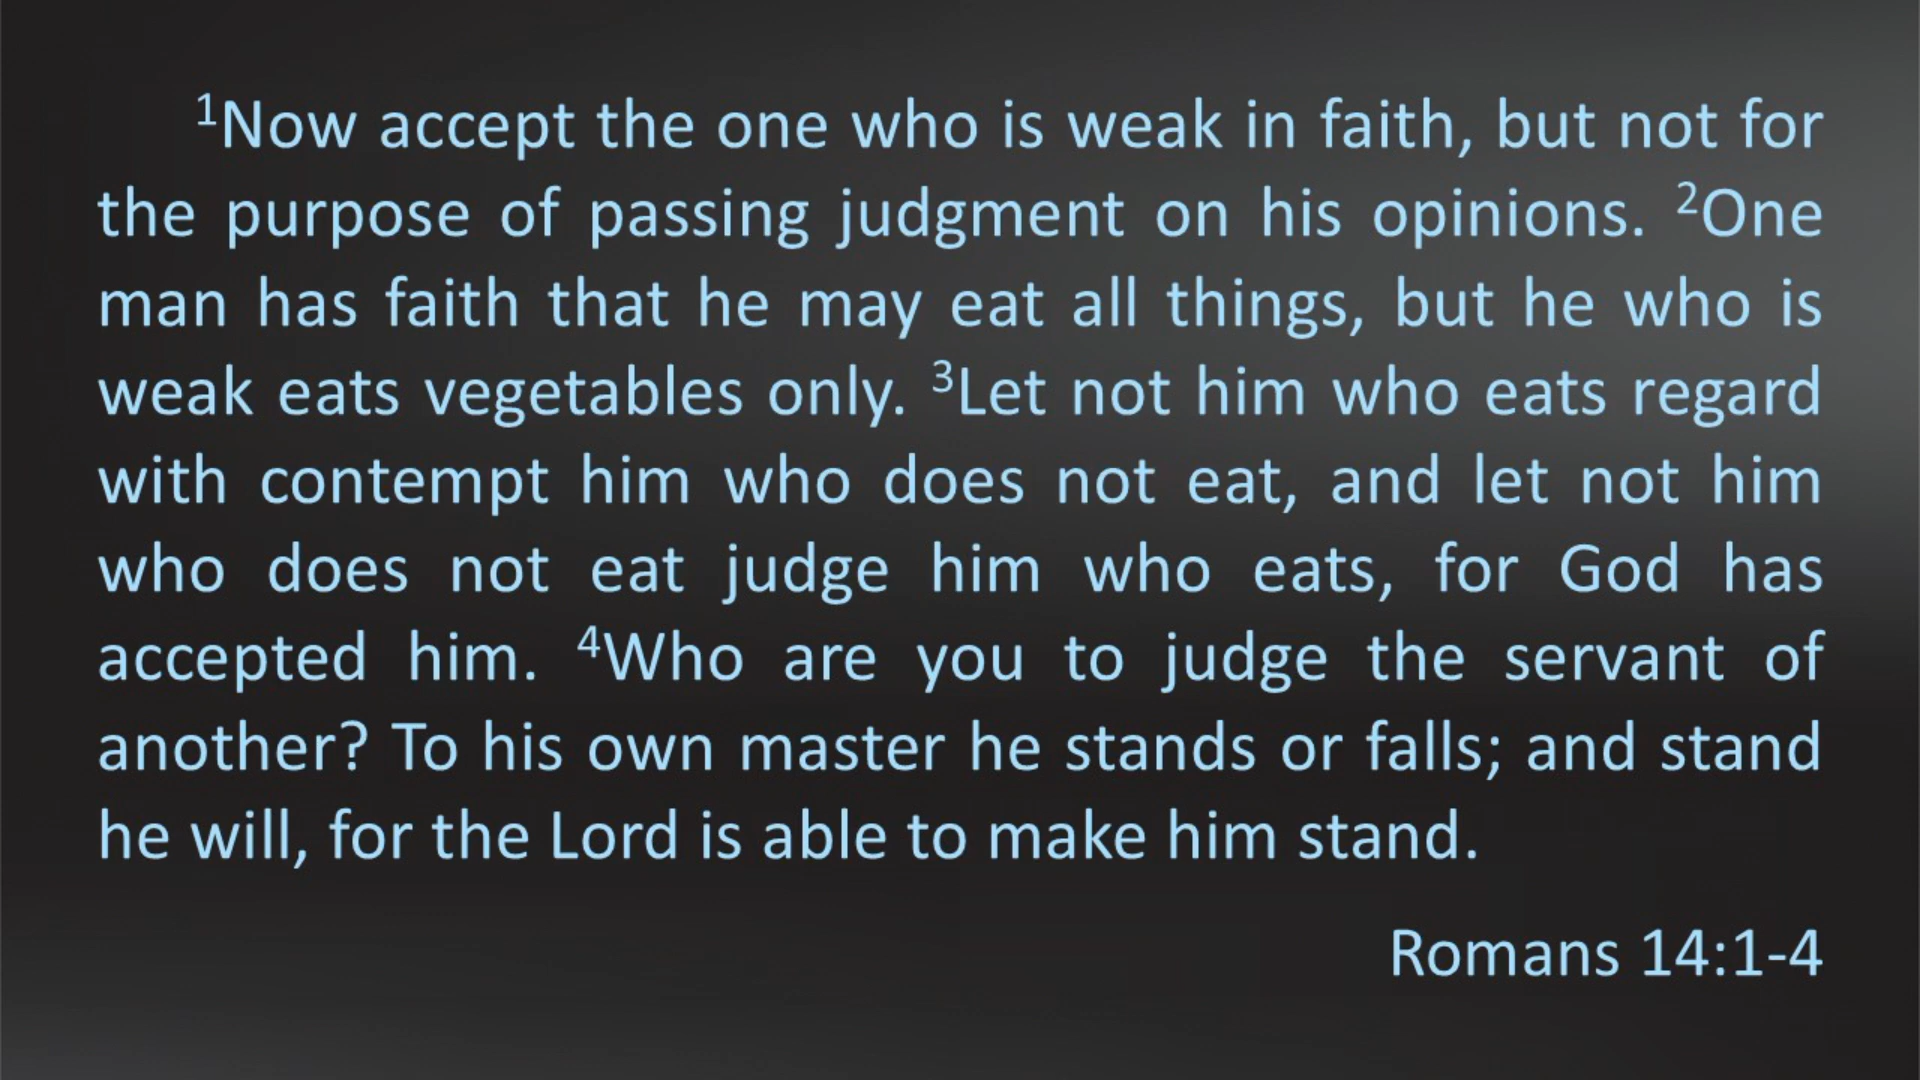 ¹Now accept the one who is weak in faith, but not for
the purpose of passing judgment on his opinions. ²One
man has faith that he may eat all things, but he who is
weak eats vegetables only. ³Let not him who eats regard
with contempt him who does not eat, and let not him
who does not eat judge him who eats, for God has
accepted him. ⁴Who are you to judge the servant of
another? To his own master he stands or falls; and stand
he will, for the Lord is able to make him stand.
Romans 14:1-4